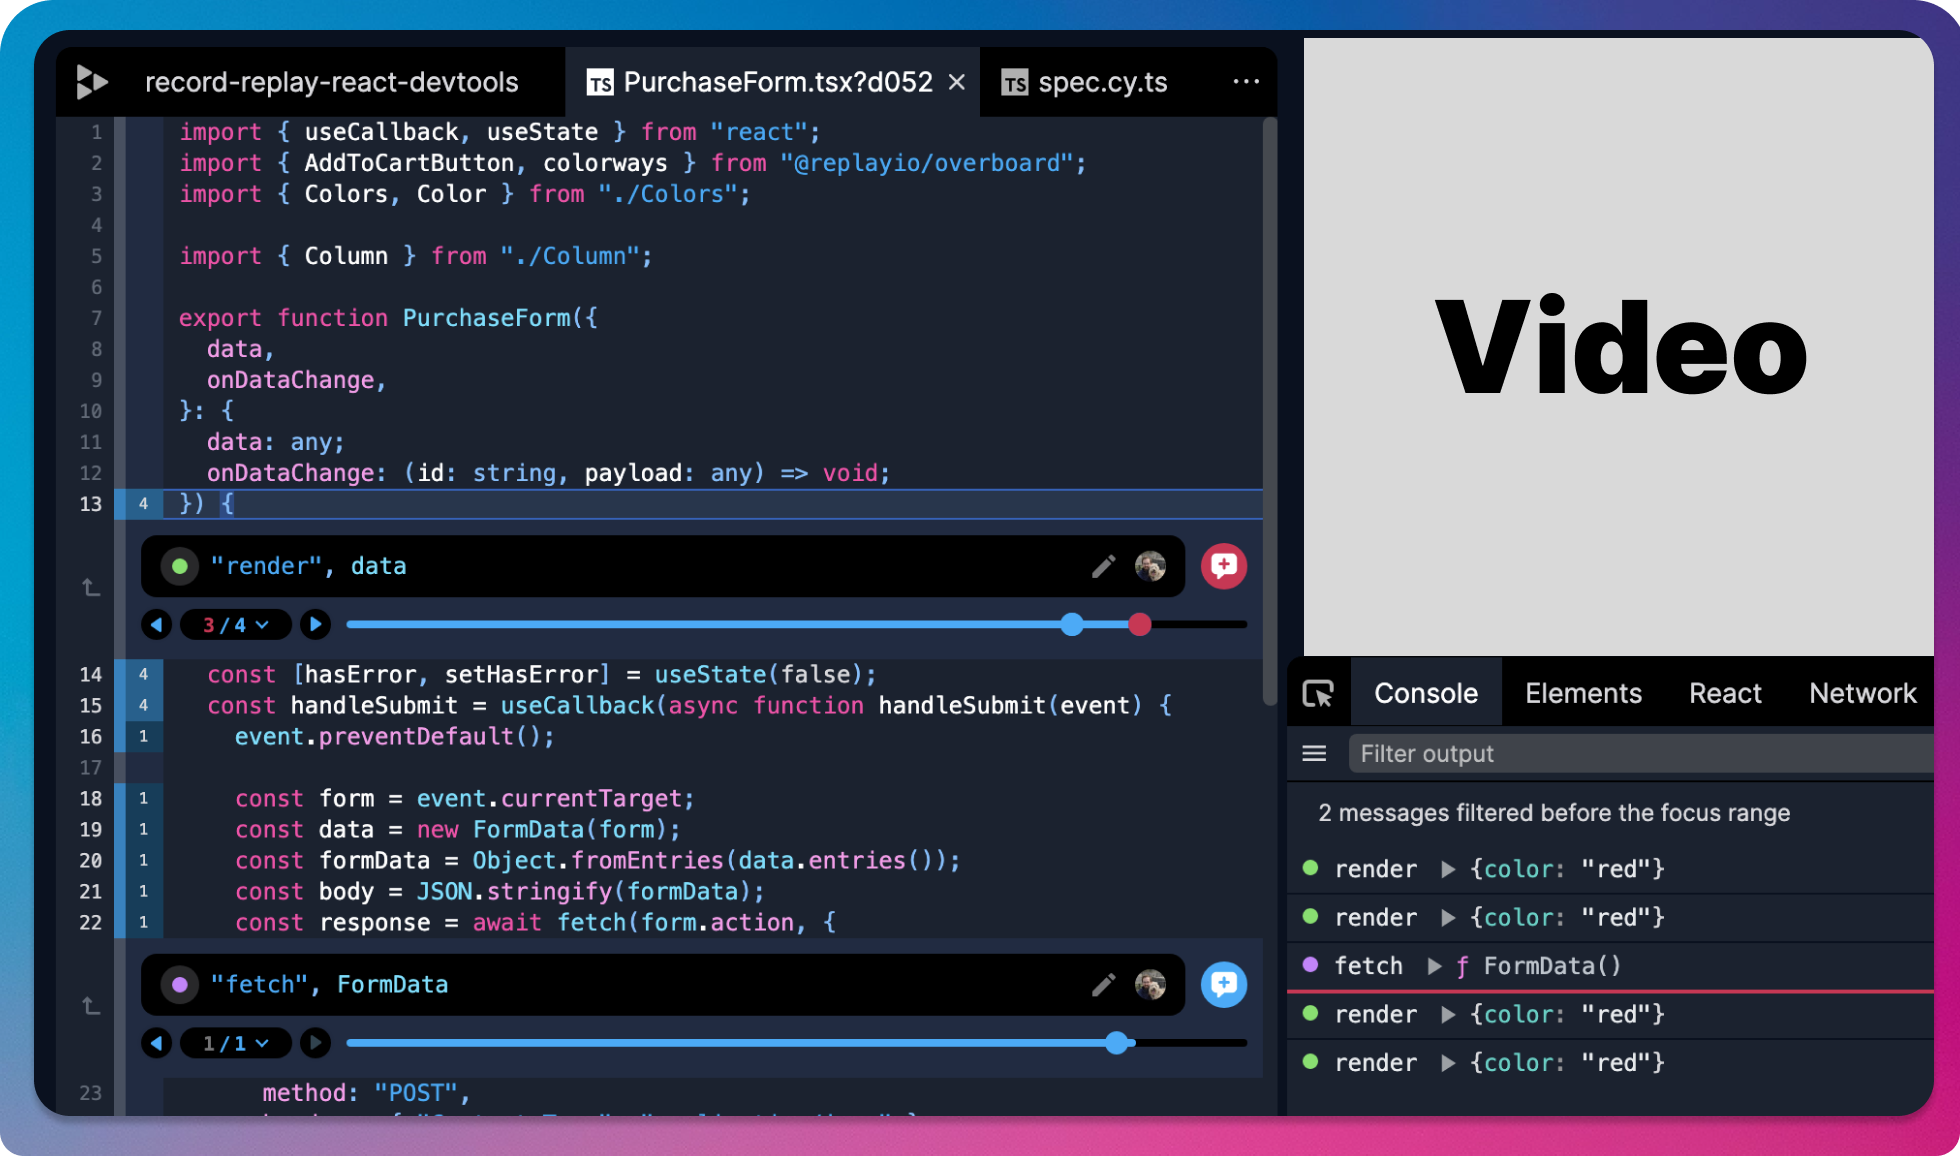 record-replay-react-devtools
TS PurchaseForm.tsx?d052 ×
TS spec.cy.ts ...
1 import { useCallback, useState } from "react";
2 import { AddToCartButton, colorways } from "@replayio/overboard";
3 import { Colors, Color } from "./Colors";
4
5 import { Column } from "./Column";
6
7 export function PurchaseForm({
8 data,
9 onDataChange,
10 }: {
11 data: any;
12 onDataChange: (id: string, payload: any) => void;
13 4 }) {
"render", data
3/4
14 4 const [hasError, setHasError] = useState(false);
15 4 const handleSubmit = useCallback(async function handleSubmit(event) {
16 1 event.preventDefault();
17
18 1 const form = event.currentTarget;
19 1 const data = new FormData(form);
20 1 const formData = Object.fromEntries(data.entries());
21 1 const body = JSON.stringify(formData);
22 1 const response = await fetch(form.action, {
"fetch", FormData
1/1
23 method: "POST",
Video
Console Elements React Network
Filter output
2 messages filtered before the focus range
render ▶ {color: "red"}
render ▶ {color: "red"}
fetch ▶ ƒ FormData()
render ▶ {color: "red"}
render ▶ {color: "red"}